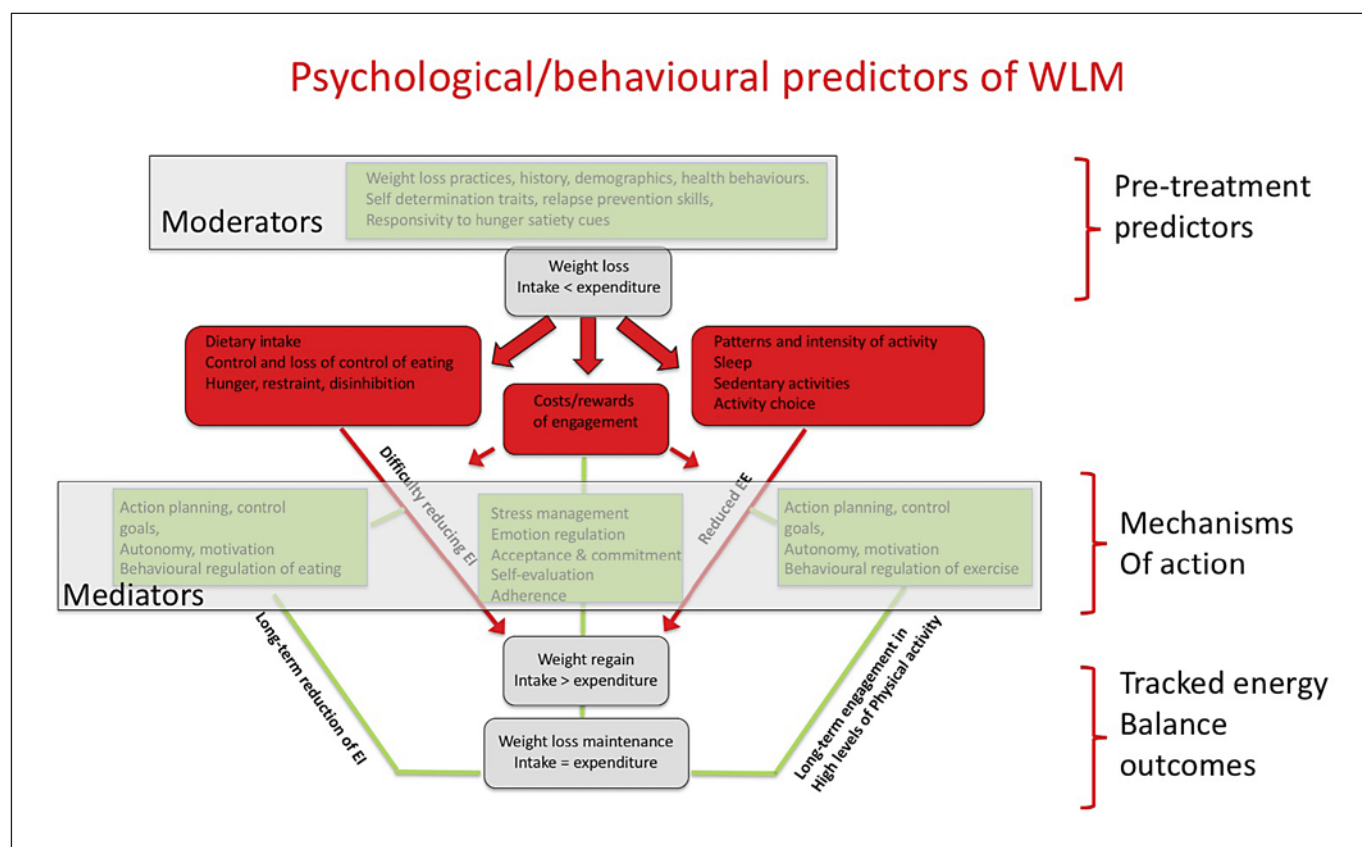 Psychological/behavioural predictors of WLM
Moderators
Weight loss practices, history, demographics, health behaviours.
Self determination traits, relapse prevention skills,
Responsivity to hunger satiety cues
Pre-treatment
predictors
Weight loss
Intake < expenditure
Dietary intake
Control and loss of control of eating
Hunger, restraint, disinhibition
Costs/rewards
of engagement
Patterns and intensity of activity
Sleep
Sedentary activities
Activity choice
Difficulty reducing EI
Reduced EE
Action planning, control
goals,
Autonomy, motivation
Behavioural regulation of eating
Stress management
Emotion regulation
Acceptance & commitment
Self-evaluation
Adherence
Action planning, control
goals,
Autonomy, motivation
Behavioural regulation of exercise
Mediators
Mechanisms
Of action
Long-term reduction of EI
Weight regain
Intake > expenditure
Weight loss maintenance
Intake = expenditure
Long-term engagement in
High levels of Physical activity
Tracked energy
Balance
outcomes